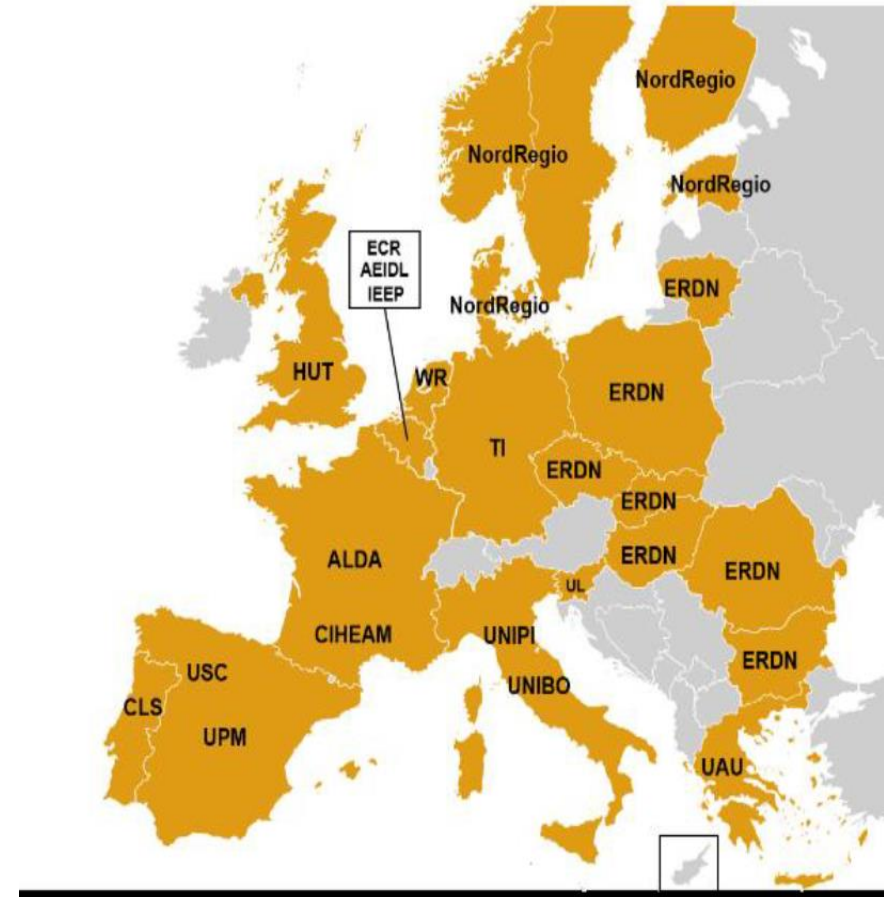 NordRegio
NordRegio
NordRegio
ECR
AEIDL
IEEP
ERDN
NordRegio
HUT
WR
ERDN
TI
ERDN
ERDN
ERDN
ALDA
ERDN
UL
CIHEAM
UNIPI
ERDN
USC
UNIBO
CLS
UPM
UAU